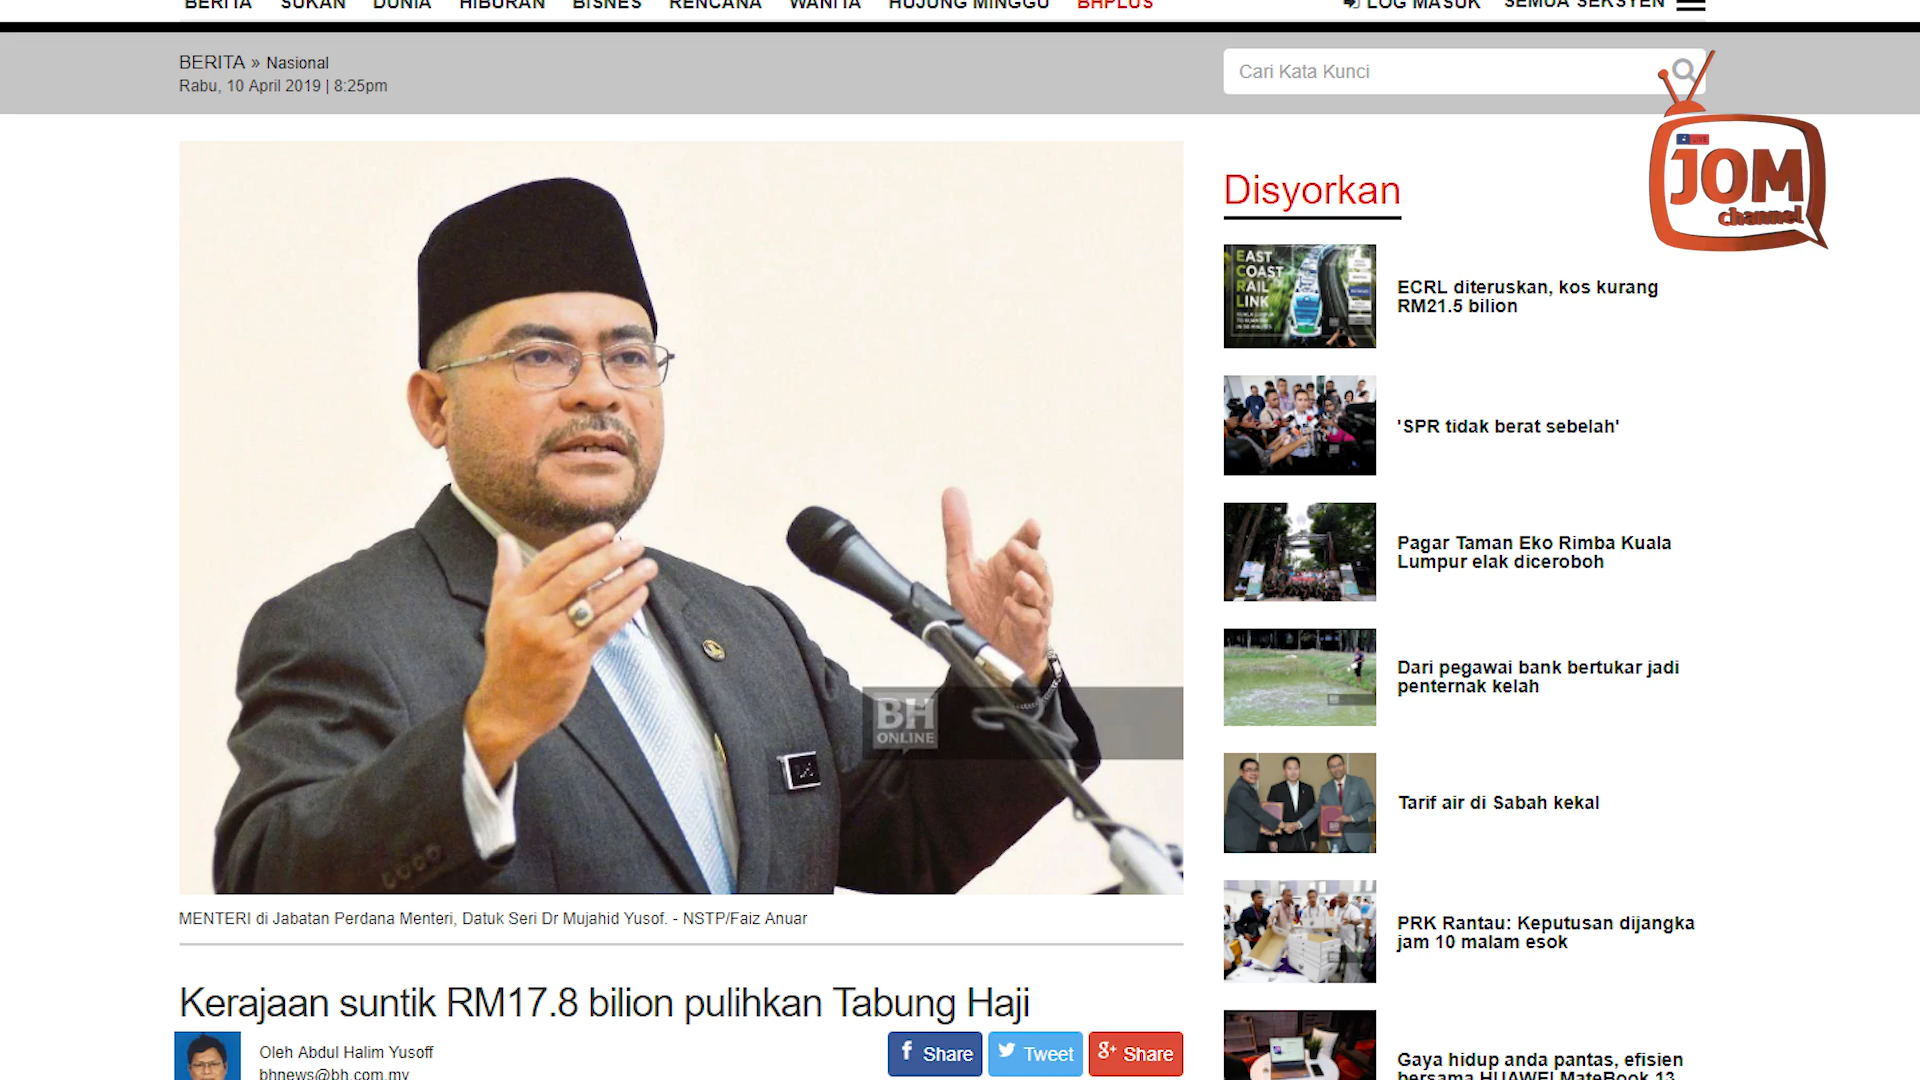 BERITA SUKAN DUNIA HIBURAN BISNES RENCANA WANITA HUJUNG MINGGU BHPLUS LOG MASUK SEMUA SEKSYEN
BERITA » Nasional
Rabu, 10 April 2019 | 8:25pm
Cari Kata Kunci
LIVE
JOM
channel
Disyorkan
EAST
COAST
RAIL
LINK
ECRL diteruskan, kos kurang
RM21.5 bilion
'SPR tidak berat sebelah'
Pagar Taman Eko Rimba Kuala
Lumpur elak diceroboh
Dari pegawai bank bertukar jadi
penternak kelah
BH
ONLINE
Tarif air di Sabah kekal
MENTERI di Jabatan Perdana Menteri, Datuk Seri Dr Mujahid Yusof. - NSTP/Faiz Anuar
PRK Rantau: Keputusan dijangka
jam 10 malam esok
Kerajaan suntik RM17.8 bilion pulihkan Tabung Haji
Oleh Abdul Halim Yusoff
bhnews@bh.com.my
Share
Tweet
Share
Gaya hidup anda pantas, efisien
bersama HUAWEI MateBook 13